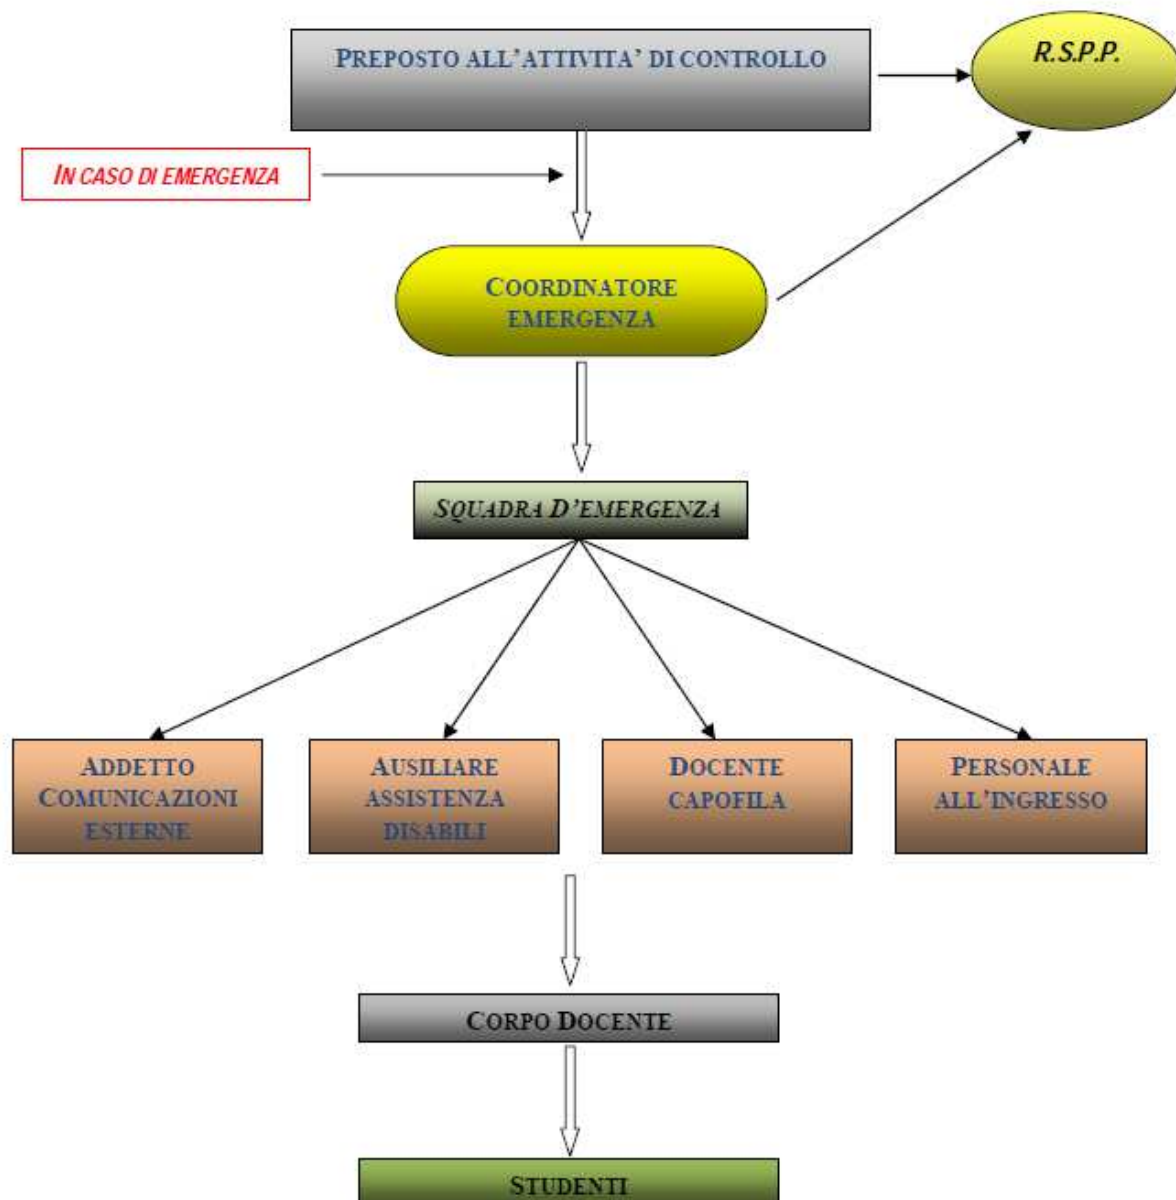 PREPOSTO ALL'ATTIVITA' DI CONTROLLO
R.S.P.P.
IN CASO DI EMERGENZA
COORDINATORE
EMERGENZA
SQUADRA D'EMERGENZA
ADDETTO
COMUNICAZIONI
ESTERNE
AUSILIARE
ASSISTENZA
DISABILI
DOCENTE
CAPOFILA
PERSONALE
ALL'INGRESSO
CORPO DOCENTE
STUDENTI